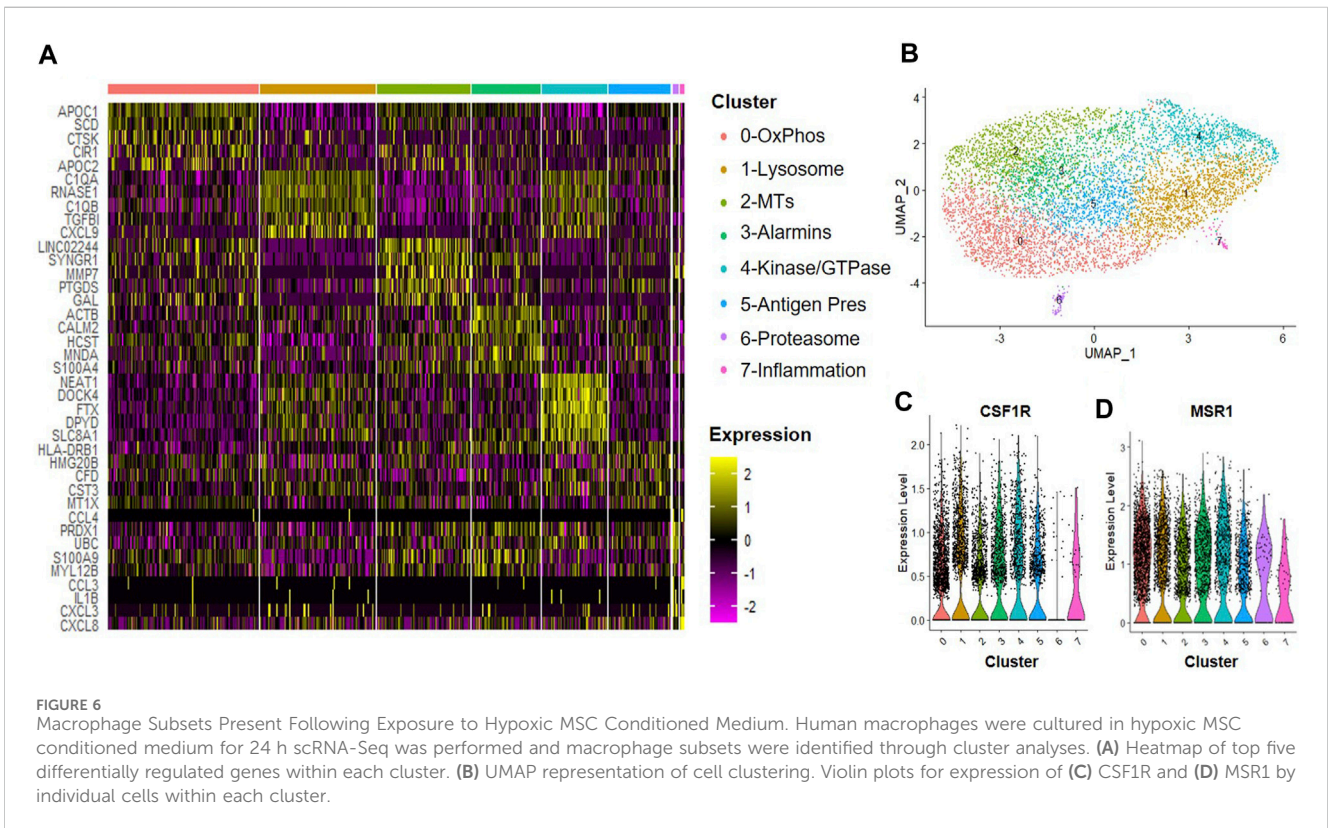 A
APOC1
SCD
CTSK
CIR1
APOC2
C1QA
RNASE1
C1QB
TGFBI
CXCL9
LINC02244
SYNGR1
MMP7
PTGDS
GAL
ACTB
CALM2
HCST
MNDA
S100A4
NEAT1
DOCK4
FTX
DPYD
SLC8A1
HLA-DRB1
HMG20B
CFD
CST3
MT1X
CCL4
PRDX1
UBC
S100A9
MYL12B
CCL3
IL1B
CXCL3
CXCL8
Cluster
0-OxPhos
1-Lysosome
2-MTs
3-Alarmins
4-Kinase/GTPase
5-Antigen Pres
6-Proteasome
7-Inflammation
Expression
2
1
0
-1
-2
B
UMAP_2
4
2
0
-2
-4
0
1
2
3
4
5
6
7
-3
0
3
6
UMAP_1
C
CSF1R
Expression Level
2.0
1.5
1.0
0.5
0.0
0 1 2 3 4 5 6 7
Cluster
D
MSR1
Expression Level
3
2
1
0
0 1 2 3 4 5 6 7
Cluster
FIGURE 6
Macrophage Subsets Present Following Exposure to Hypoxic MSC Conditioned Medium. Human macrophages were cultured in hypoxic MSC
conditioned medium for 24 h scRNA-Seq was performed and macrophage subsets were identified through cluster analyses. (A) Heatmap of top five
differentially regulated genes within each cluster. (B) UMAP representation of cell clustering. Violin plots for expression of (C) CSF1R and (D) MSR1 by
individual cells within each cluster.